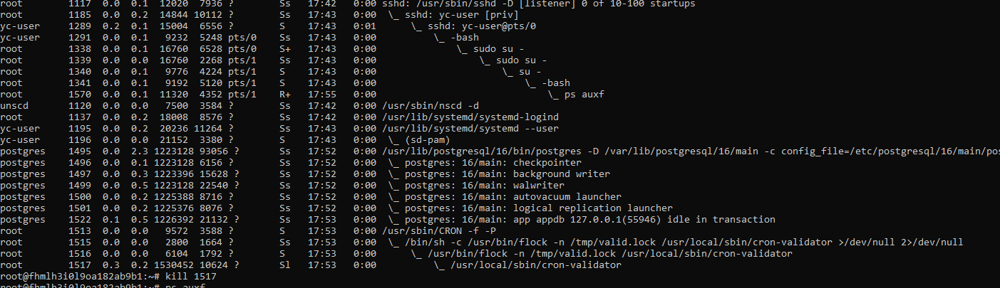 root 1117 0.0 0.1 12020 7936 ? Ss 17:42 0:00 sshd: /usr/sbin/sshd -D [listener] 0 of 10-100 startups
root 1185 0.0 0.2 14844 10112 ? Ss 17:43 0:00 \_ sshd: yc-user [priv]
yc-user 1289 0.2 0.1 15004 6556 ? S 17:43 0:01 \_ sshd: yc-user@pts/0
yc-user 1291 0.0 0.1 9232 5248 pts/0 Ss 17:43 0:00 \_ -bash
root 1338 0.0 0.1 16760 6528 pts/0 S+ 17:43 0:00 \_ sudo su -
root 1339 0.0 0.0 16760 2268 pts/1 Ss 17:43 0:00 \_ sudo su -
root 1340 0.0 0.1 9776 4224 pts/1 S 17:43 0:00 \_ su -
root 1341 0.0 0.1 9192 5120 pts/1 S 17:43 0:00 \_ -bash
root 1570 0.0 0.1 11320 4352 pts/1 R+ 17:55 0:00 \_ ps auxf
unscd 1120 0.0 0.0 7500 3584 ? Ss 17:42 0:00 /usr/sbin/nscd -d
root 1137 0.0 0.2 18008 8576 ? Ss 17:42 0:00 /usr/lib/systemd/systemd-logind
yc-user 1195 0.0 0.2 20236 11264 ? Ss 17:43 0:00 /usr/lib/systemd/systemd --user
yc-user 1196 0.0 0.0 21152 3380 ? S 17:43 0:00 \_ (sd-pam)
postgres 1495 0.0 2.3 1223128 93056 ? Ss 17:52 0:00 /usr/lib/postgresql/16/bin/postgres -D /var/lib/postgresql/16/main -c config_file=/etc/postgresql/16/main/pos
postgres 1496 0.0 0.1 1223128 6156 ? Ss 17:52 0:00 \_ postgres: 16/main: checkpointer
postgres 1497 0.0 0.3 1223396 15628 ? Ss 17:52 0:00 \_ postgres: 16/main: background writer
postgres 1499 0.0 0.5 1223128 22540 ? Ss 17:52 0:00 \_ postgres: 16/main: walwriter
postgres 1500 0.0 0.2 1225388 8716 ? Ss 17:52 0:00 \_ postgres: 16/main: autovacuum launcher
postgres 1501 0.0 0.2 1225376 8076 ? Ss 17:52 0:00 \_ postgres: 16/main: logical replication launcher
postgres 1522 0.1 0.5 1226392 21132 ? Ss 17:53 0:00 \_ postgres: 16/main: app appdb 127.0.0.1(55946) idle in transaction
root 1513 0.0 0.0 9572 3588 ? S 17:53 0:00 /usr/sbin/CRON -f -P
root 1515 0.0 0.0 2800 1664 ? Ss 17:53 0:00 \_ /bin/sh -c /usr/bin/flock -n /tmp/valid.lock /usr/local/sbin/cron-validator >/dev/null 2>/dev/null
root 1516 0.0 0.0 6104 1792 ? S 17:53 0:00 \_ /usr/bin/flock -n /tmp/valid.lock /usr/local/sbin/cron-validator
root 1517 0.3 0.2 1530452 10624 ? Sl 17:53 0:00 \_ /usr/local/sbin/cron-validator
root@fhmlh3i0l9oa182ab9b1:~# kill 1517
root@fhmlh3i0l9oa182ab9b1:~# ps auxf